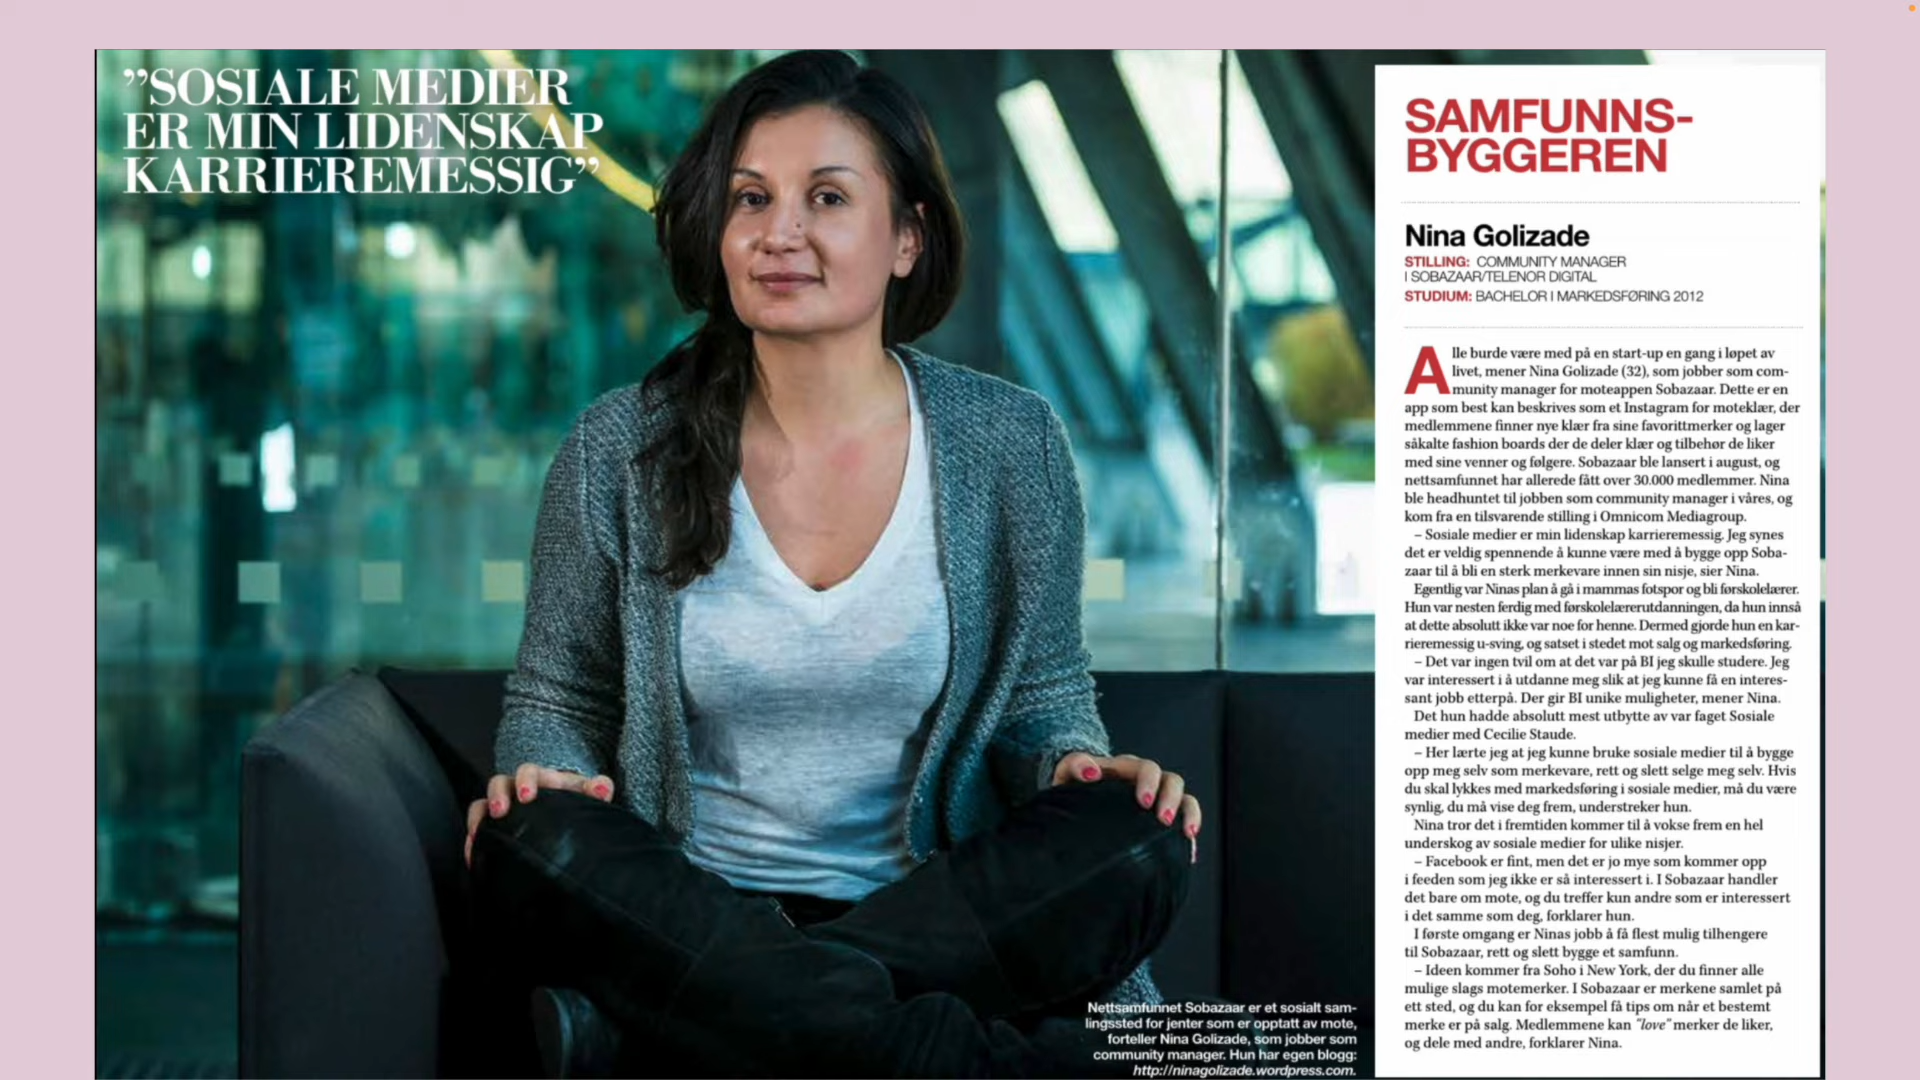 ”SOSIALE MEDIER
ER MIN LIDENSKAP
KARRIEREMESSIG”
SAMFUNNS-
BYGGEREN
Nina Golizade
STILLING: COMMUNITY MANAGER
I SOBAZAAR/TELENOR DIGITAL
STUDIUM: BACHELOR I MARKEDSFØRING 2012
Alle burde være med på en start-up en gang i løpet av
livet, mener Nina Golizade (32), som jobber som com-
munity manager for moteappen Sobazaar. Dette er en
app som best kan beskrives som et Instagram for moteklær, der
medlemmene finner nye klær fra sine favorittmerker og lager
såkalte fashion boards der de deler klær og tilbehør de liker
med sine venner og følgere. Sobazaar ble lansert i august, og
nettsamfunnet har allerede fått over 30.000 medlemmer. Nina
ble headhuntet til jobben som community manager i våres, og
kom fra en tilsvarende stilling i Omnicom Mediagroup.
– Sosiale medier er min lidenskap karrieremessig. Jeg synes
det er veldig spennende å kunne være med å bygge opp Soba-
zaar til å bli en sterk merkevare innen sin nisje, sier Nina.
Egentlig var Ninas plan å gå i mammas fotspor og bli førskolelærer.
Hun var nesten ferdig med førskolelærerutdanningen, da hun innså
at dette absolutt ikke var noe for henne. Dermed gjorde hun en kar-
rieremessig u-sving, og satset i stedet mot salg og markedsføring.
– Det var ingen tvil om at det var på BI jeg skulle studere. Jeg
var interessert i å utdanne meg slik at jeg kunne få en interes-
sant jobb etterpå. Der gir BI unike muligheter, mener Nina.
Det hun hadde absolutt mest utbytte av var faget Sosiale
medier med Cecilie Staude.
– Her lærte jeg at jeg kunne bruke sosiale medier til å bygge
opp meg selv som merkevare, rett og slett selge meg selv. Hvis
du skal lykkes med markedsføring i sosiale medier, må du være
synlig, du må vise deg frem, understreker hun.
Nina tror det i fremtiden kommer til å vokse frem en hel
underskog av sosiale medier for ulike nisjer.
– Facebook er fint, men det er jo mye som kommer opp
i feeden som jeg ikke er så interessert i. I Sobazaar handler
det bare om mote, og du treffer kun andre som er interessert
i det samme som deg, forklarer hun.
I første omgang er Ninas jobb å få flest mulig tilhengere
til Sobazaar, rett og slett bygge et samfunn.
– Ideen kommer fra Soho i New York, der du finner alle
mulige slags motemerker. I Sobazaar er merkene samlet på
ett sted, og du kan for eksempel få tips om når et bestemt
merke er på salg. Medlemmene kan ”love” merker de liker,
og dele med andre, forklarer Nina.
Nettsamfunnet Sobazaar er et sosialt sam-
lingssted for jenter som er opptatt av mote,
forteller Nina Golizade, som jobber som
community manager. Hun har egen blogg:
http://ninagolizade.wordpress.com.